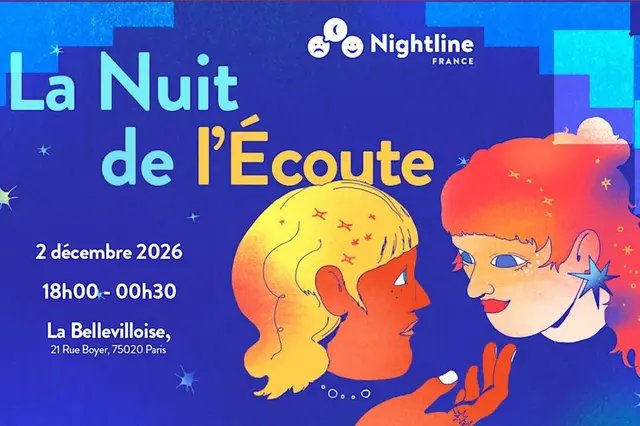 Nightline
FRANCE
La Nuit
de l'Écoute
2 décembre 2026
18h00 - 00h30
La Bellevilloise,
21 Rue Boyer, 75020 Paris